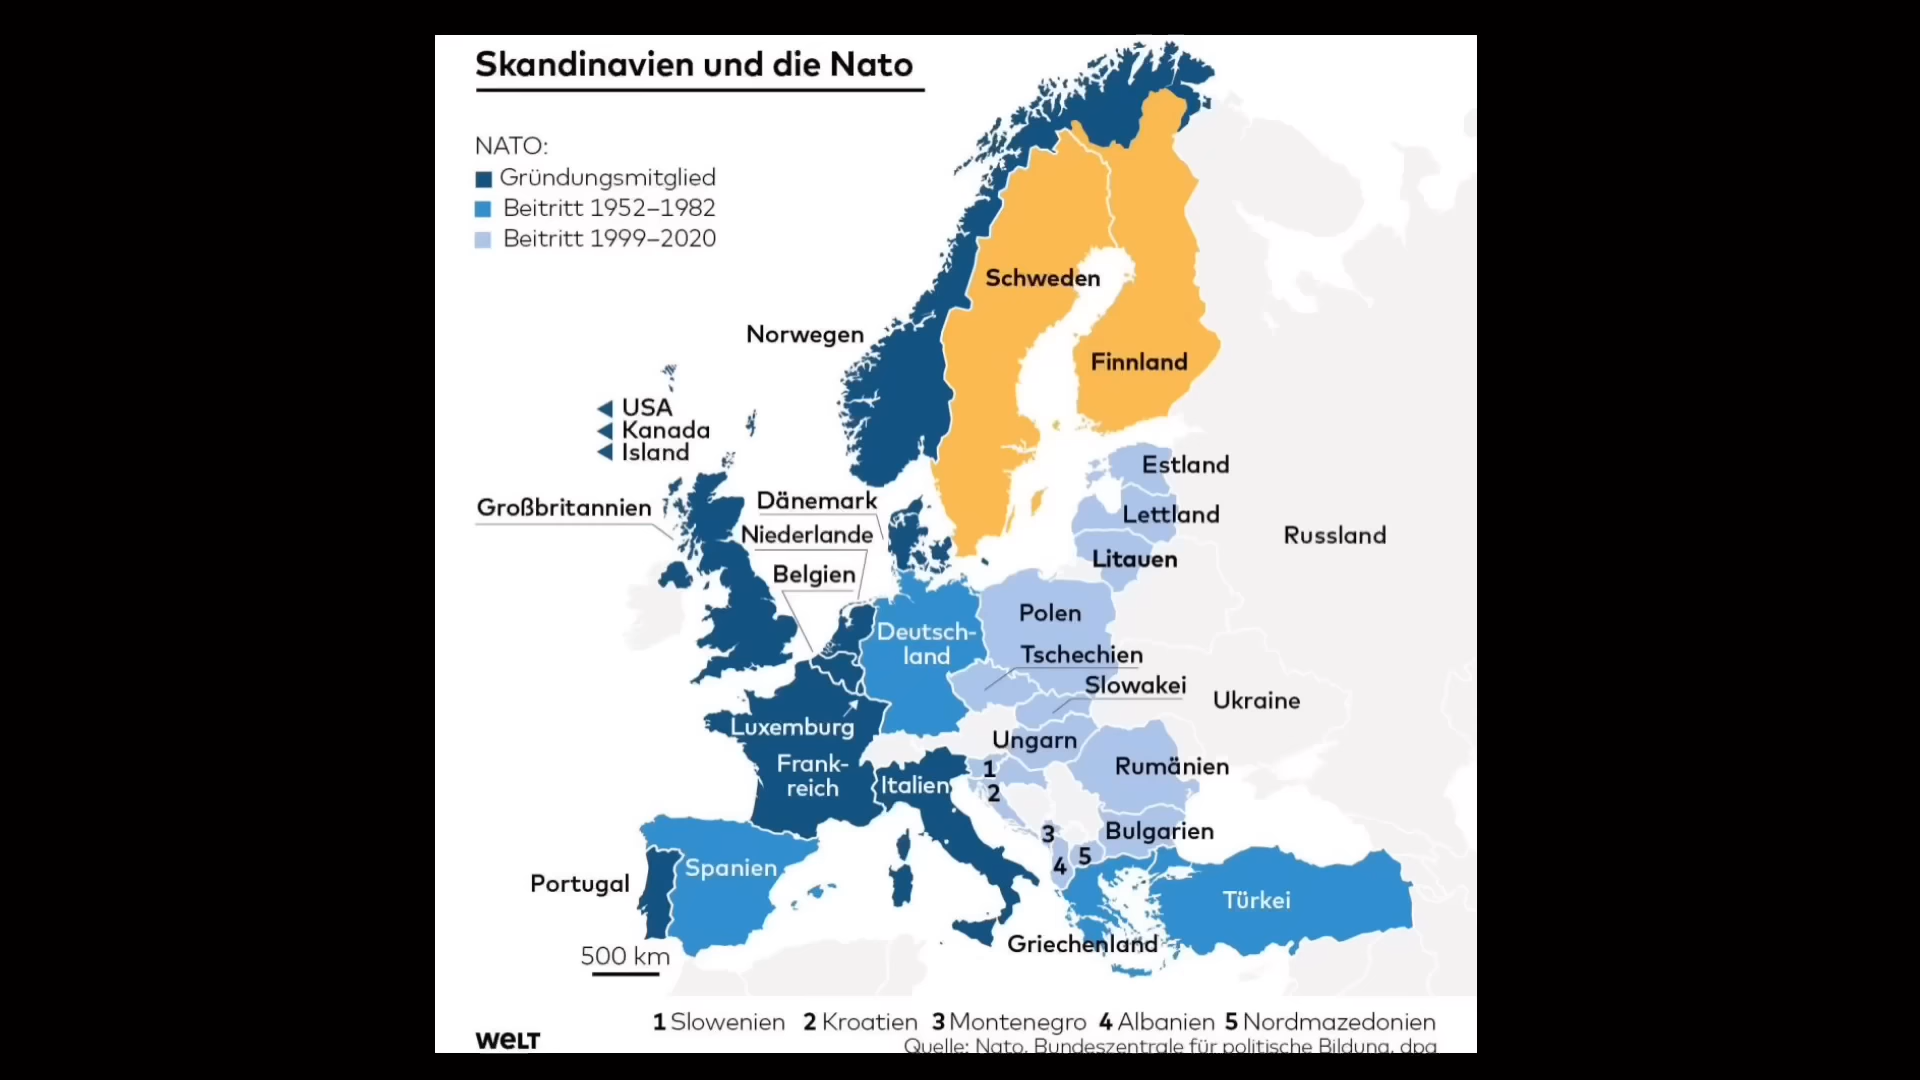 Skandinavien und die Nato
NATO:
Gründungsmitglied
Beitritt 1952–1982
Beitritt 1999–2020
Schweden
Norwegen
Finnland
USA
Kanada
Island
Estland
Großbritannien
Dänemark
Lettland
Niederlande
Russland
Litauen
Belgien
Polen
Deutsch-
land
Tschechien
Slowakei
Ukraine
Luxemburg
Ungarn
Frank-
reich
Italien
1
Rumänien
2
3
Bulgarien
4
5
Spanien
Portugal
Türkei
Griechenland
500 km
1 Slowenien 2 Kroatien 3 Montenegro 4 Albanien 5 Nordmazedonien
WELT
Quelle: Nato, Bundeszentrale für politische Bildung, dpa